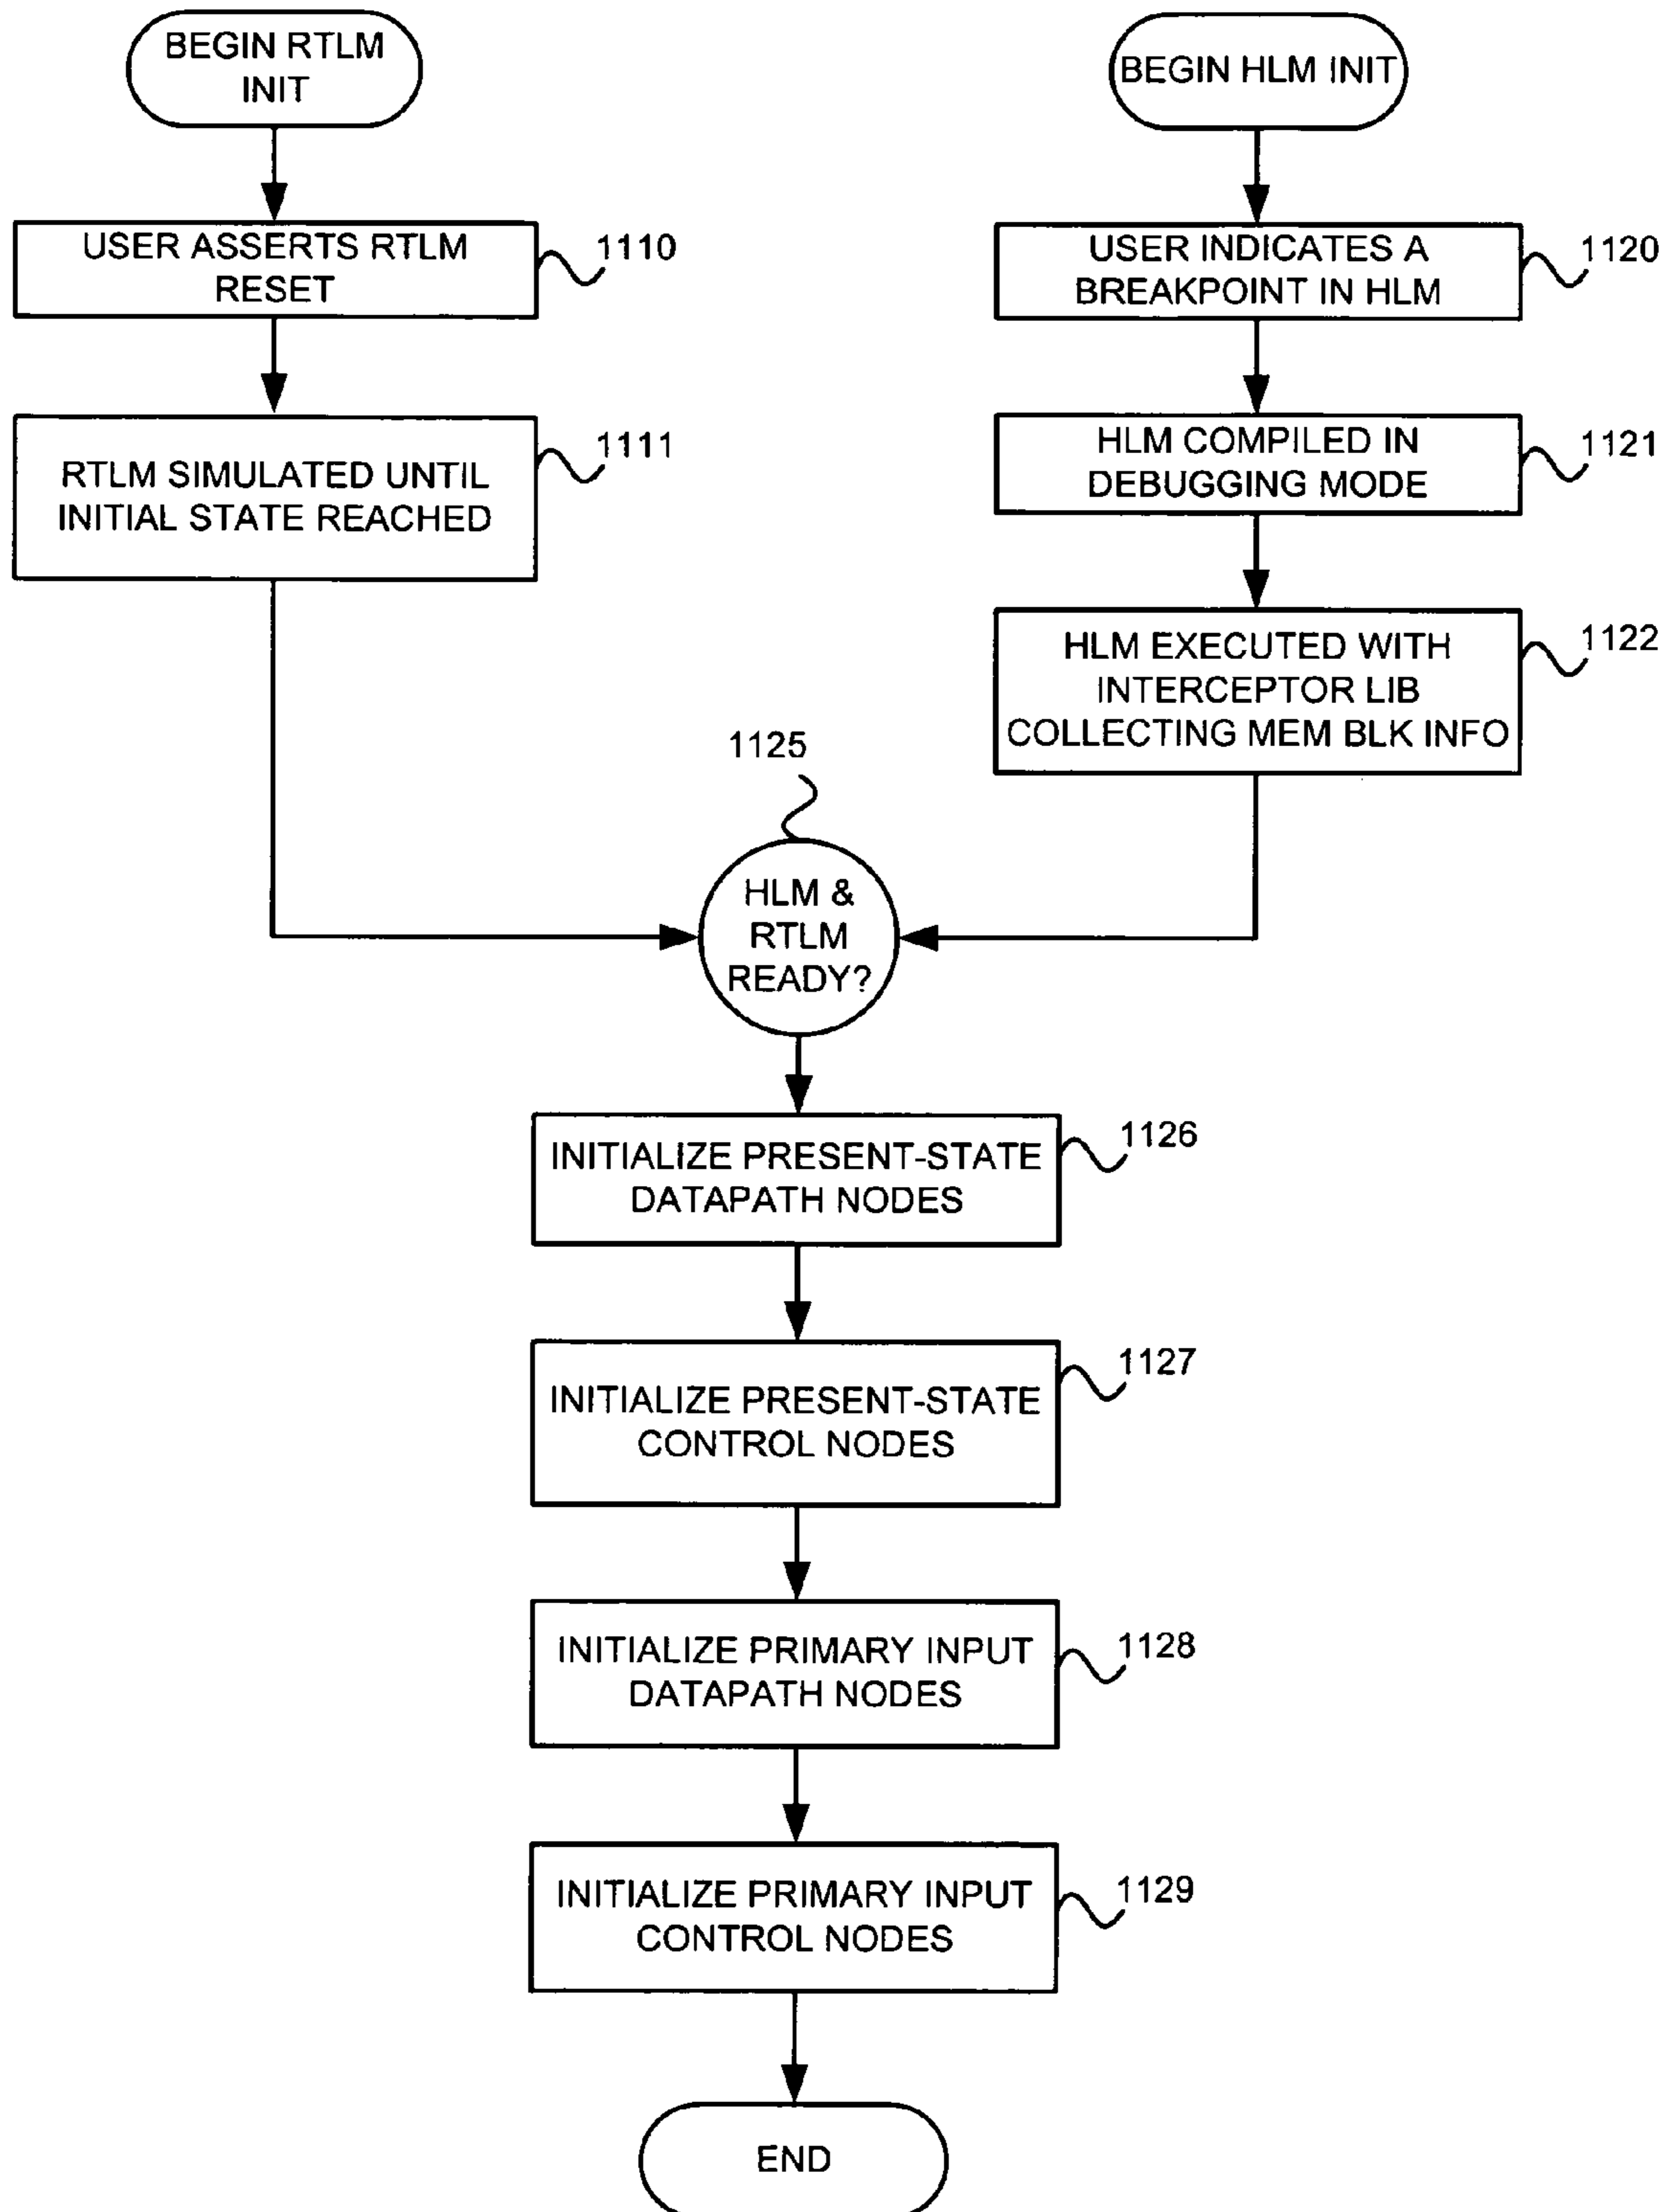 BEGIN RTLM
INIT
USER ASSERTS RTLM
RESET
1110
RTLM SIMULATED UNTIL
INITIAL STATE REACHED
1111
BEGIN HLM INIT
USER INDICATES A
BREAKPOINT IN HLM
1120
HLM COMPILED IN
DEBUGGING MODE
1121
HLM EXECUTED WITH
INTERCEPTOR LIB
COLLECTING MEM BLK INFO
1122
1125
HLM &
RTLM
READY?
INITIALIZE PRESENT-STATE
DATAPATH NODES
1126
INITIALIZE PRESENT-STATE
CONTROL NODES
1127
INITIALIZE PRIMARY INPUT
DATAPATH NODES
1128
INITIALIZE PRIMARY INPUT
CONTROL NODES
1129
END